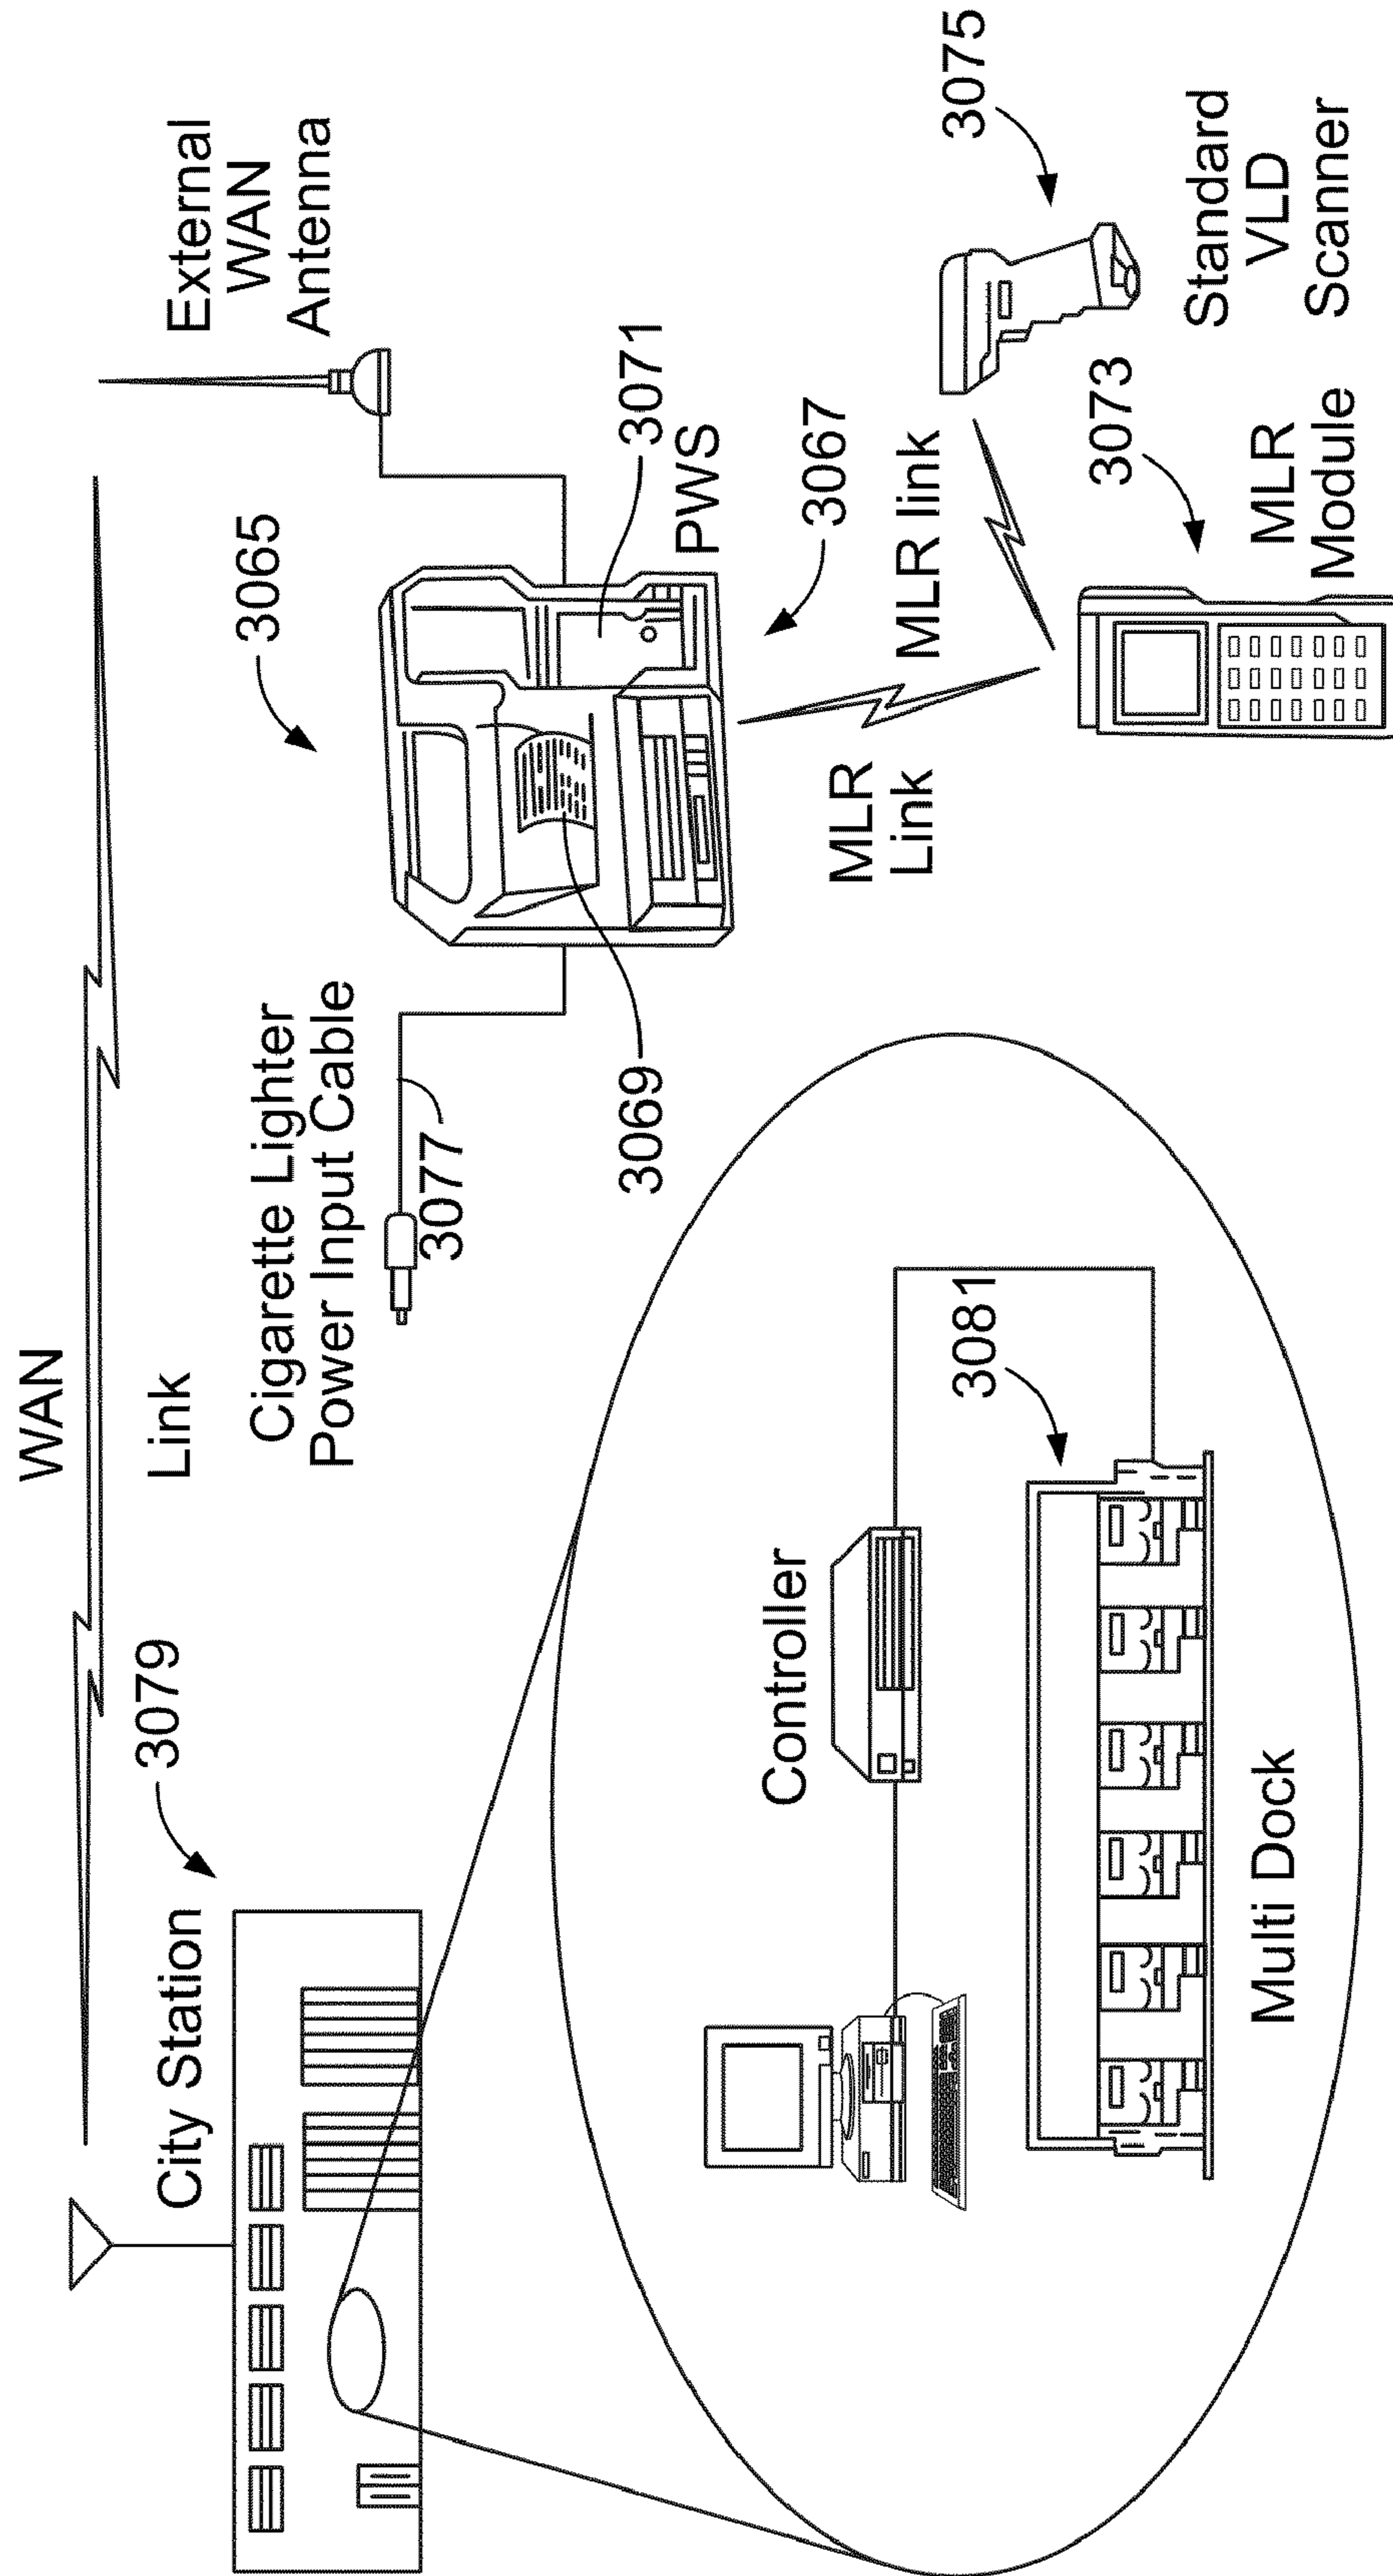 WAN
Link
External
WAN
Antenna
3065
3079
City Station
Cigarette Lighter
Power Input Cable
3077
3071
PWS
3069
3067
3075
MLR
Link
MLR link
Standard
VLD
Scanner
3073
MLR
Module
Controller
3081
Multi Dock